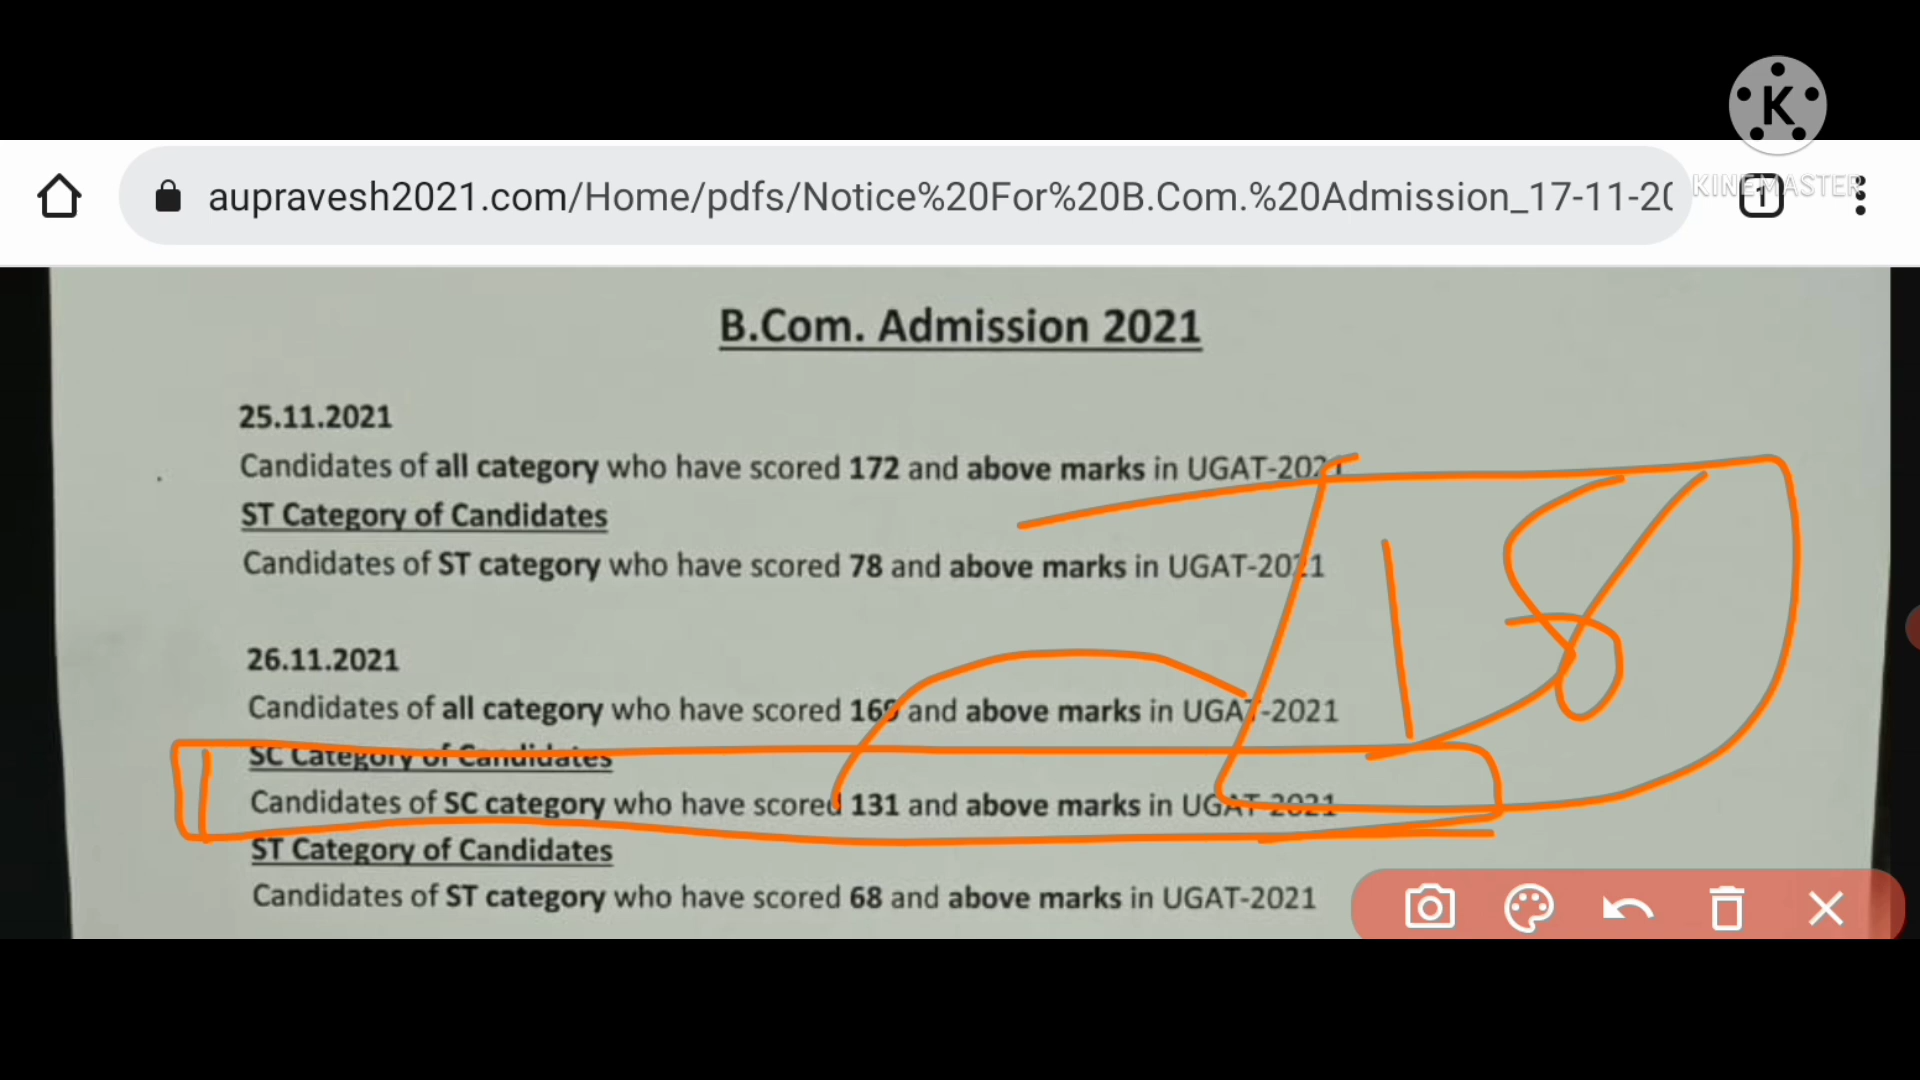 K
KINEMASTER
aupravesh2021.com/Home/pdfs/Notice%20For%20B.Com.%20Admission_17-11-20
1
B.Com. Admission 2021
25.11.2021
Candidates of all category who have scored 172 and above marks in UGAT-2021
ST Category of Candidates
Candidates of ST category who have scored 78 and above marks in UGAT-2021
158
26.11.2021
Candidates of all category who have scored and above marks in UGAT-2021
SC Category of Candidates
Candidates of SC category who have scored 131 and above marks in UGAT-2021
ST Category of Candidates
Candidates of ST category who have scored 68 and above marks in UGAT-2021